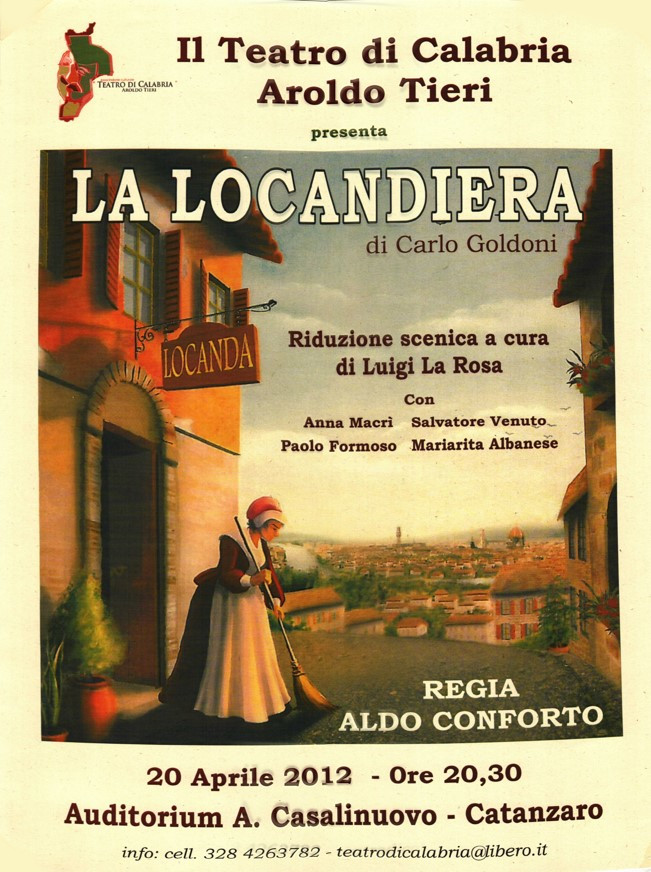 Il Teatro di Calabria
Aroldo Tieri
TEATRO DI CALABRIA
AROLDO TIERI
presenta
LA LOCANDIERA
di Carlo Goldoni
Riduzione scenica a cura
di Luigi La Rosa
LOCANDA
Con
Anna Macrì Salvatore Venuto
Paolo Formoso Mariarita Albanese
REGIA
ALDO CONFORTO
20 Aprile 2012 - Ore 20,30
Auditorium A. Casalinuovo - Catanzaro
info: cell. 328 4263782 - teatrodicalabria@libero.it